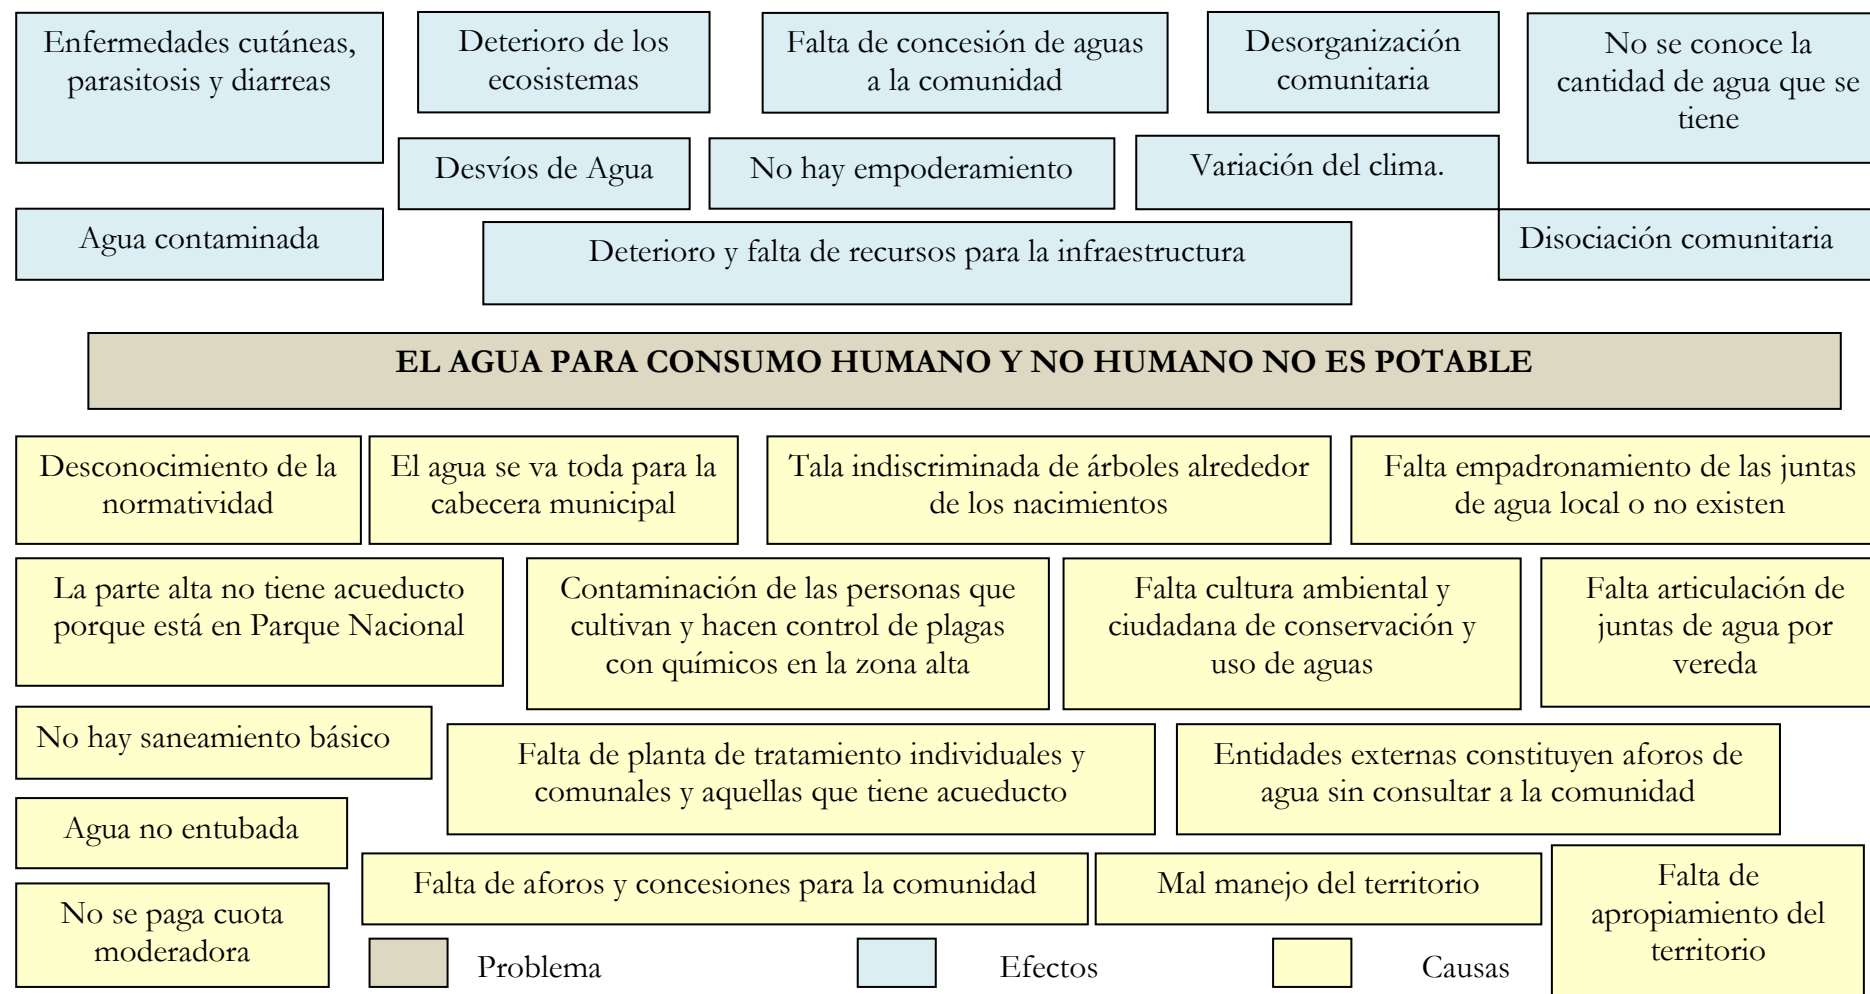 Enfermedades cutáneas,
parasitosis y diarreas
Deterioro de los
ecosistemas
Falta de concesión de aguas
a la comunidad
Desorganización
comunitaria
No se conoce la
cantidad de agua que se
tiene
Desvíos de Agua
No hay empoderamiento
Variación del clima.
Agua contaminada
Deterioro y falta de recursos para la infraestructura
Disociación comunitaria
EL AGUA PARA CONSUMO HUMANO Y NO HUMANO NO ES POTABLE
Desconocimiento de la
normatividad
El agua se va toda para la
cabecera municipal
Tala indiscriminada de árboles alrededor
de los nacimientos
Falta empadronamiento de las juntas
de agua local o no existen
La parte alta no tiene acueducto
porque está en Parque Nacional
Contaminación de las personas que
cultivan y hacen control de plagas
con químicos en la zona alta
Falta cultura ambiental y
ciudadana de conservación y
uso de aguas
Falta articulación de
juntas de agua por
vereda
No hay saneamiento básico
Falta de planta de tratamiento individuales y
comunales y aquellas que tiene acueducto
Entidades externas constituyen aforos de
agua sin consultar a la comunidad
Agua no entubada
Falta de aforos y concesiones para la comunidad
Mal manejo del territorio
Falta de
apropiamiento del
territorio
No se paga cuota
moderadora
Problema
Efectos
Causas